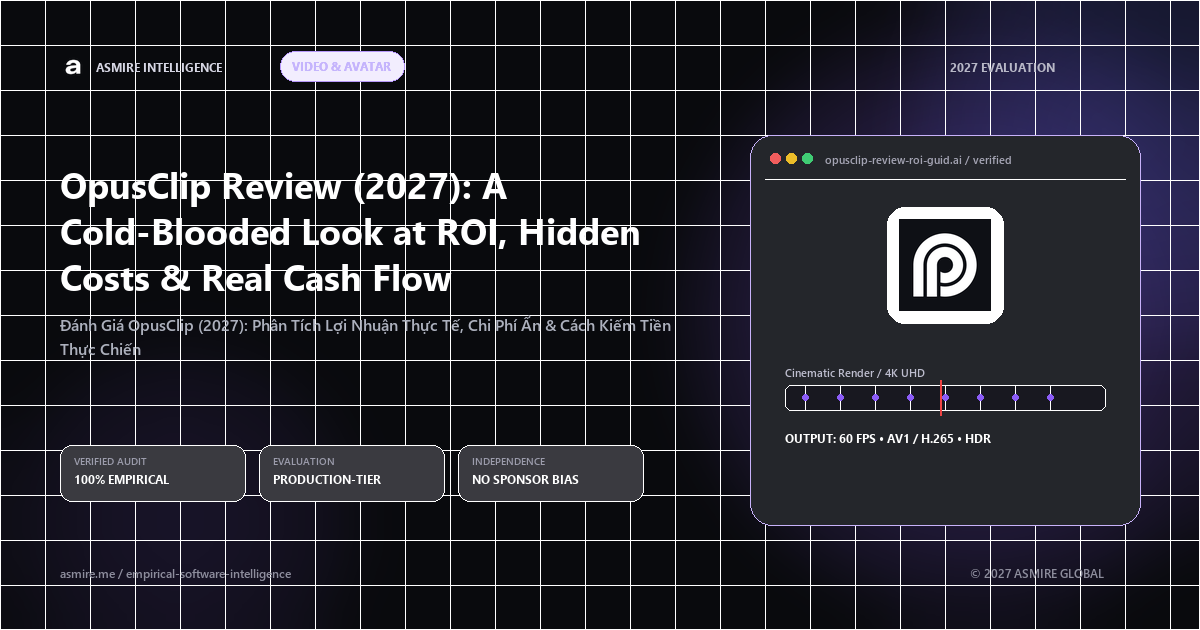 a ASMIRE INTELLIGENCE
VIDEO & AVATAR
2027 EVALUATION
OpusClip Review (2027): A
Cold-Blooded Look at ROI, Hidden
Costs & Real Cash Flow
Đánh Giá OpusClip (2027): Phân Tích Lợi Nhuận Thực Tế, Chi Phí Ẩn & Cách Kiếm Tiền
Thực Chiến
opusclip-review-roi-guid.ai / verified
Cinematic Render / 4K UHD
OUTPUT: 60 FPS • AV1 / H.265 • HDR
VERIFIED AUDIT
100% EMPIRICAL
EVALUATION
PRODUCTION-TIER
INDEPENDENCE
NO SPONSOR BIAS
asmire.me / empirical-software-intelligence
© 2027 ASMIRE GLOBAL